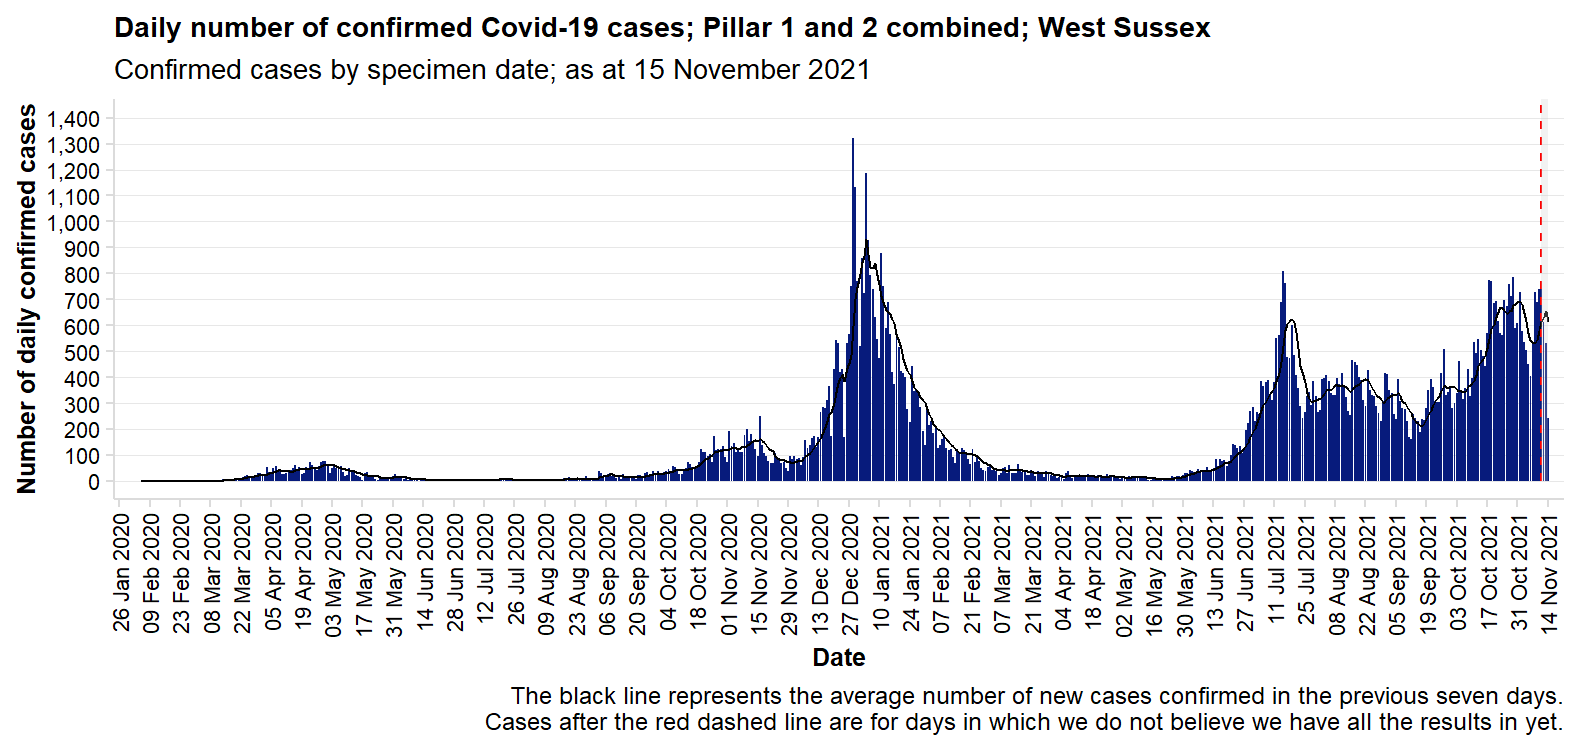 Daily number of confirmed Covid-19 cases; Pillar 1 and 2 combined; West Sussex
Confirmed cases by specimen date; as at 15 November 2021
Number of daily confirmed cases
1,400
1,300
1,200
1,100
1,000
900
800
700
600
500
400
300
200
100
0
26 Jan 2020
09 Feb 2020
23 Feb 2020
08 Mar 2020
22 Mar 2020
05 Apr 2020
19 Apr 2020
03 May 2020
17 May 2020
31 May 2020
14 Jun 2020
28 Jun 2020
12 Jul 2020
26 Jul 2020
09 Aug 2020
23 Aug 2020
06 Sep 2020
20 Sep 2020
04 Oct 2020
18 Oct 2020
01 Nov 2020
15 Nov 2020
29 Nov 2020
13 Dec 2020
27 Dec 2020
10 Jan 2021
24 Jan 2021
07 Feb 2021
21 Feb 2021
07 Mar 2021
21 Mar 2021
04 Apr 2021
18 Apr 2021
02 May 2021
16 May 2021
30 May 2021
13 Jun 2021
27 Jun 2021
11 Jul 2021
25 Jul 2021
08 Aug 2021
22 Aug 2021
05 Sep 2021
19 Sep 2021
03 Oct 2021
17 Oct 2021
31 Oct 2021
14 Nov 2021
Date
The black line represents the average number of new cases confirmed in the previous seven days.
Cases after the red dashed line are for days in which we do not believe we have all the results in yet.